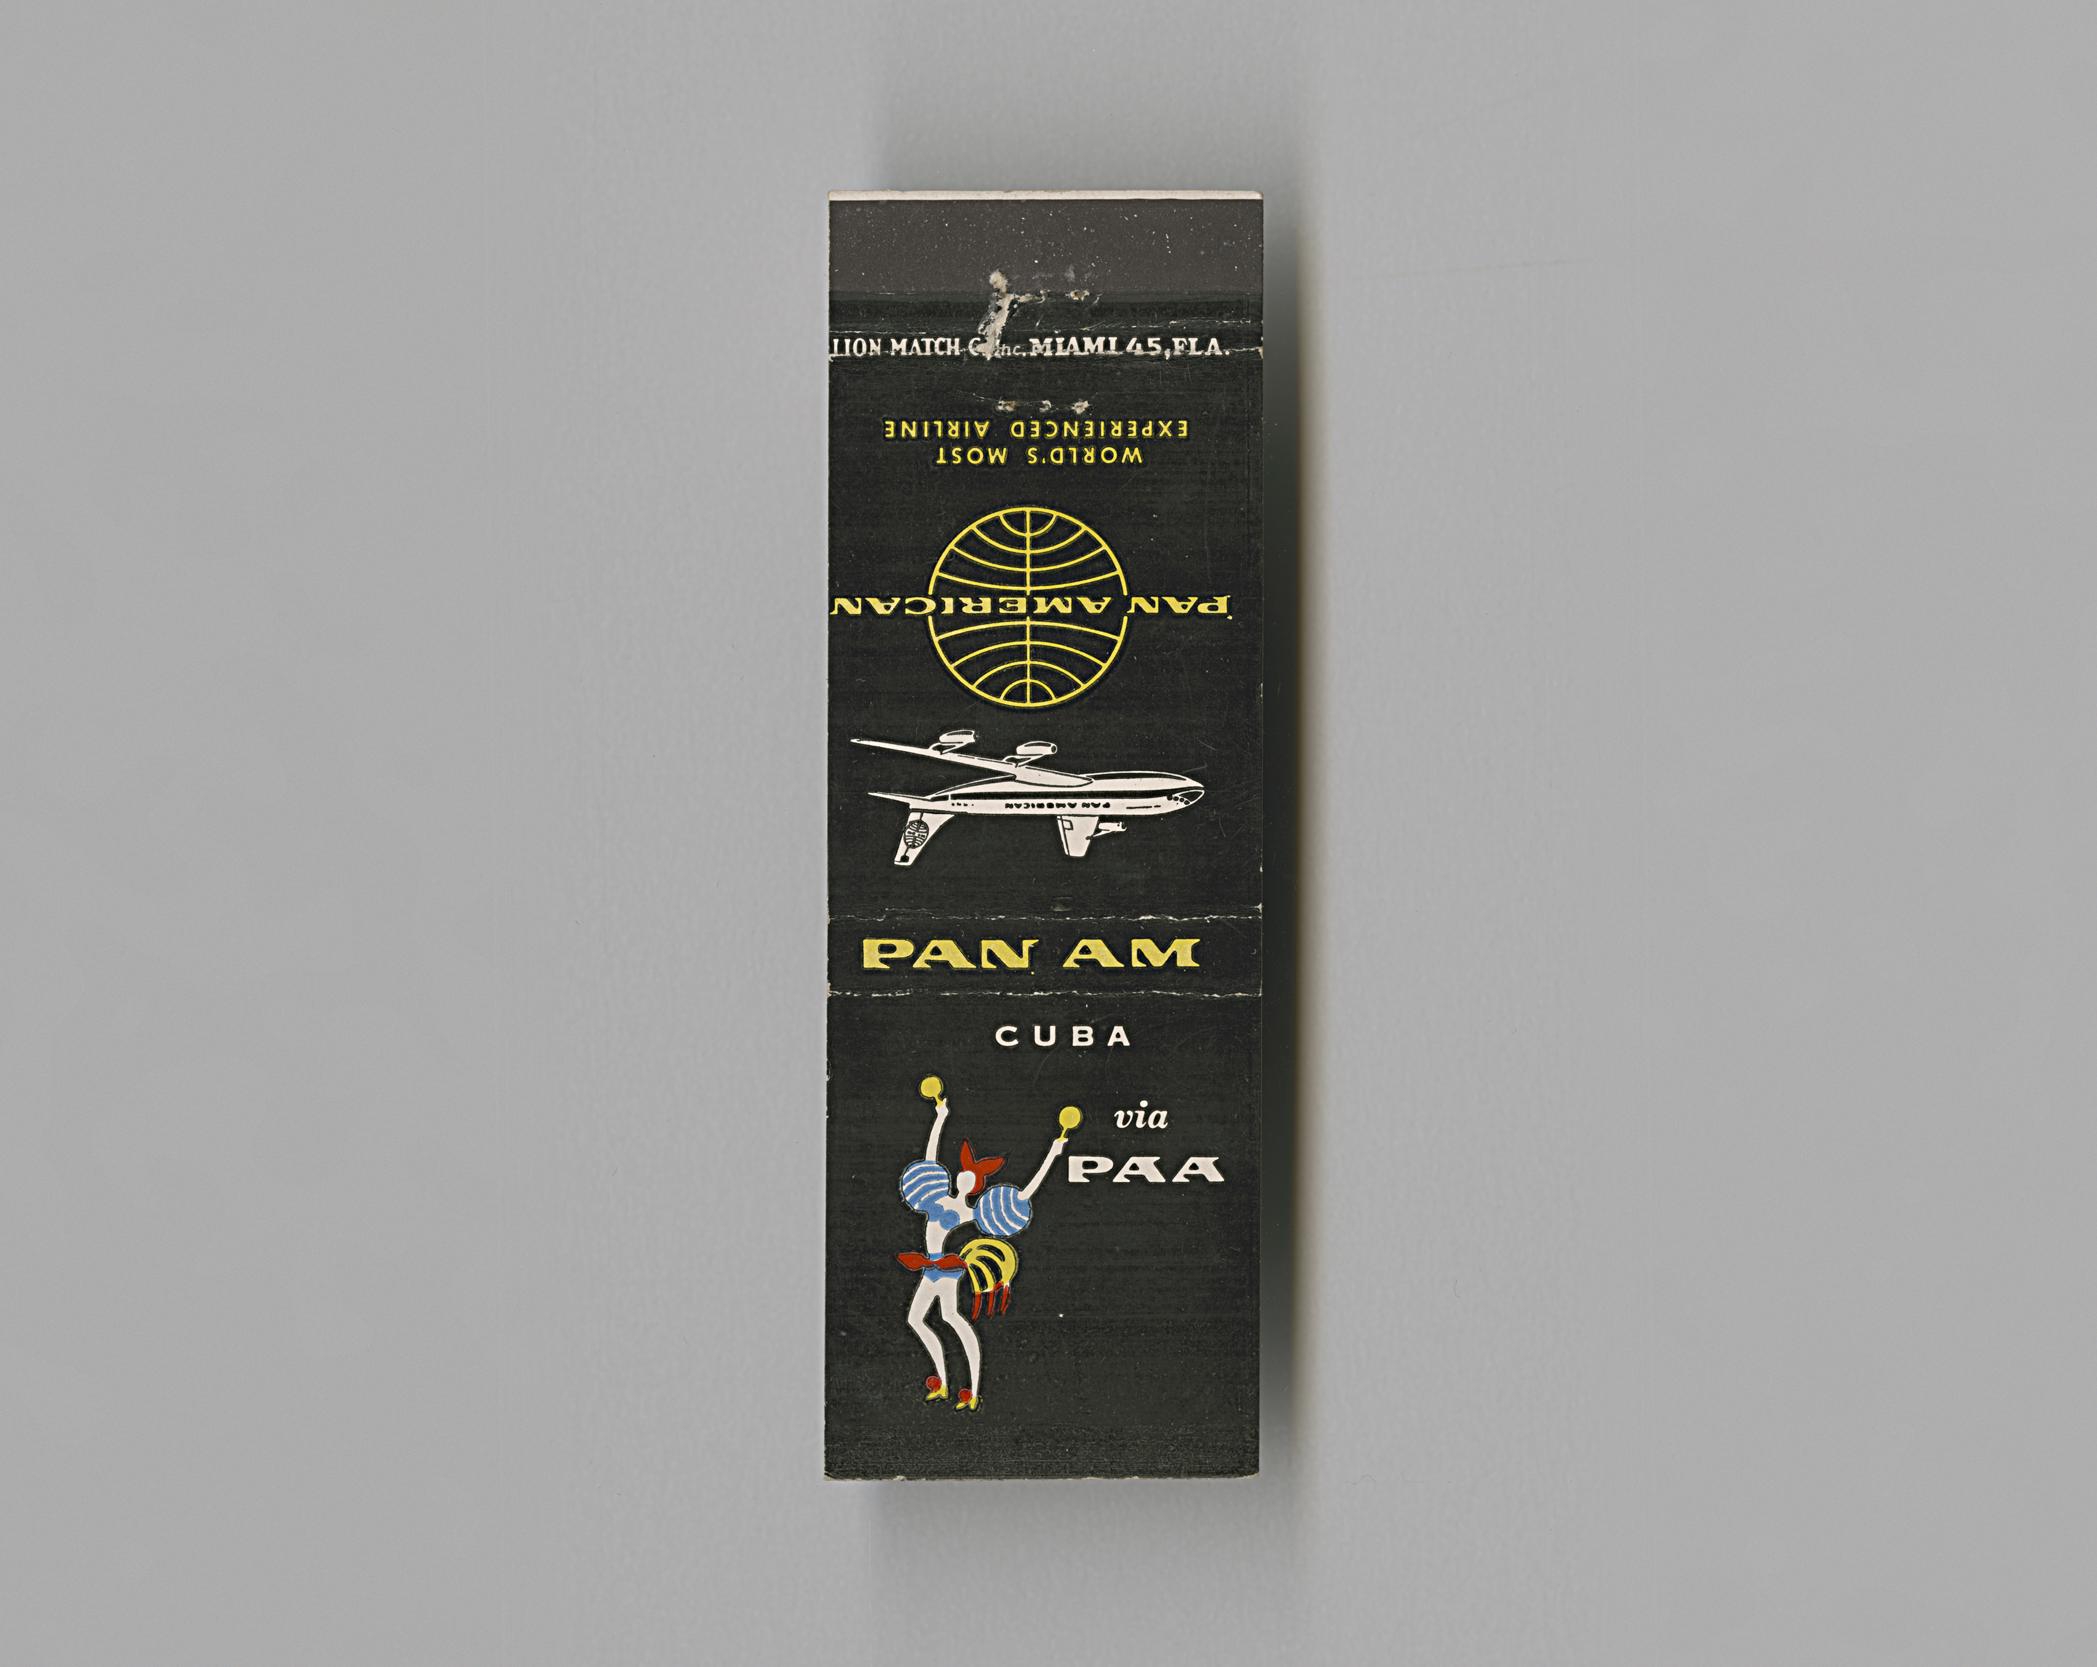 LION MATCH Co. Inc. MIAMI 45, FLA.
WORLD'S MOST
EXPERIENCED AIRLINE
PAN AMERICAN
PAN AMERICAN
PAN AM
CUBA
via
PAA